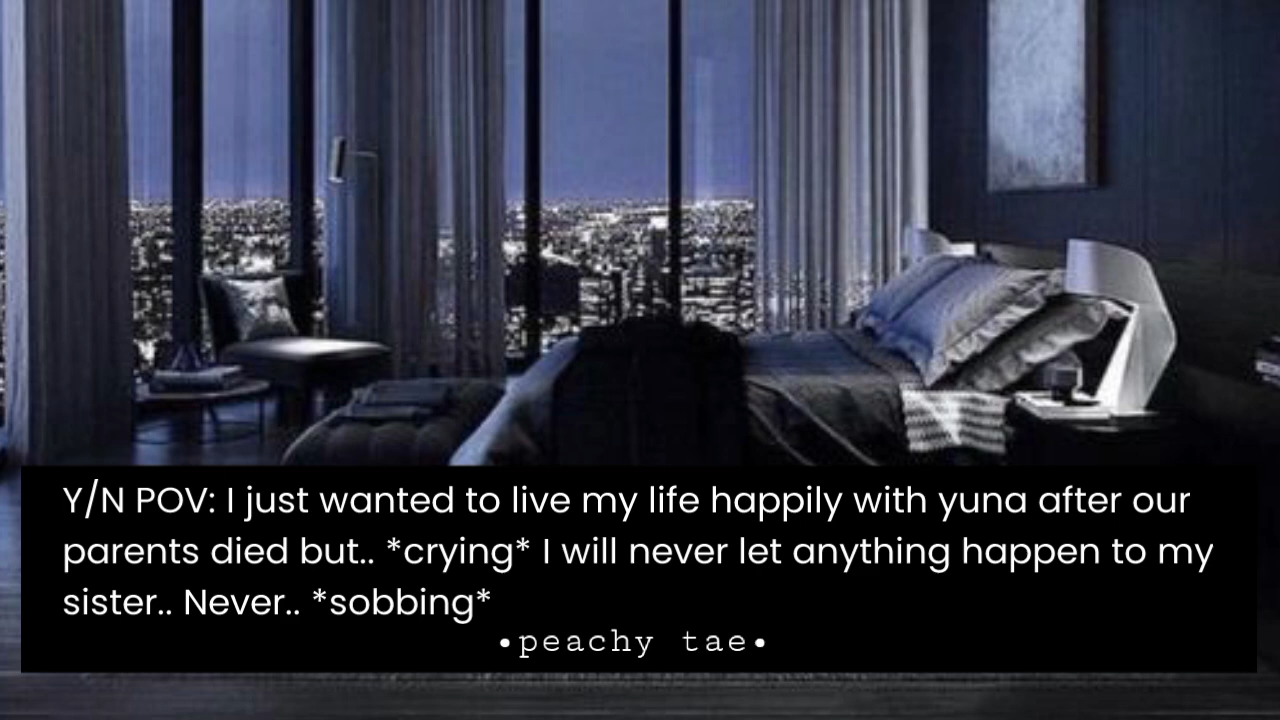 Y/N POV: I just wanted to live my life happily with yuna after our
parents died but.. *crying* I will never let anything happen to my
sister.. Never.. *sobbing*
•peachy tae•